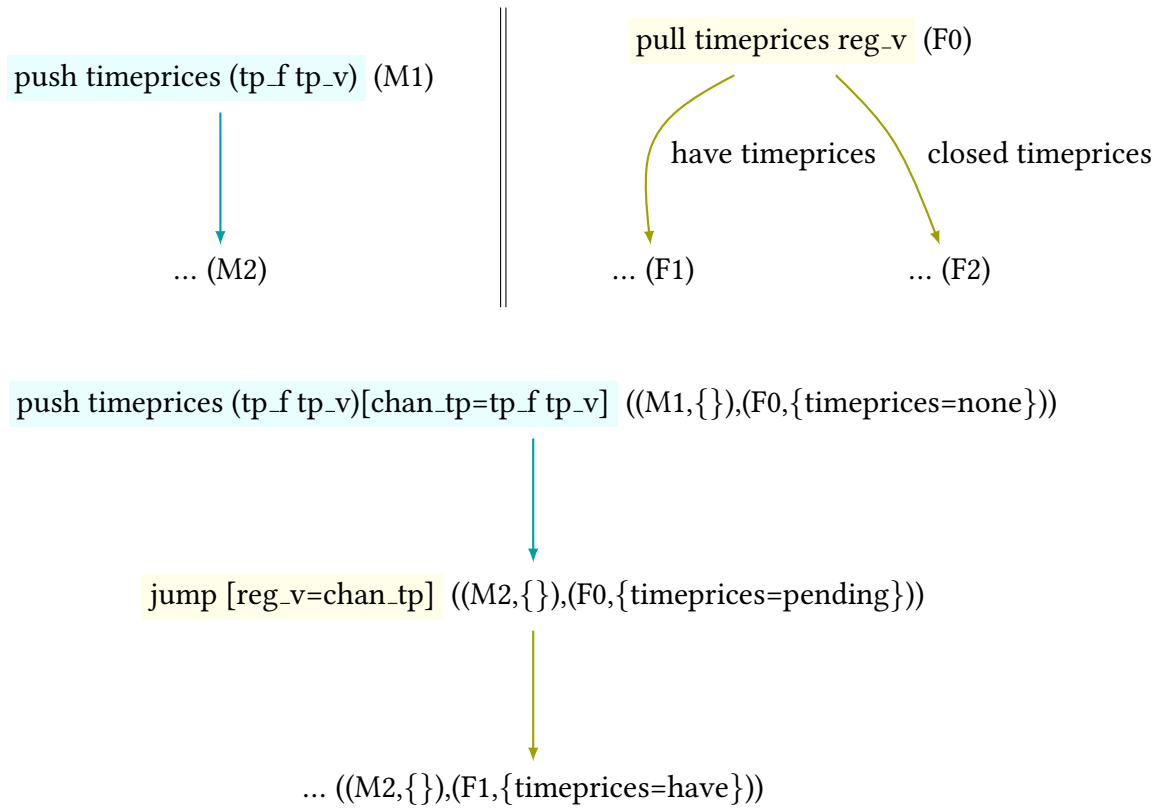 push timeprices (tp_f tp_v) (M1)
… (M2)
pull timeprices reg_v (F0)
have timeprices
closed timeprices
… (F1)
… (F2)
push timeprices (tp_f tp_v)[chan_tp=tp_f tp_v] ((M1,{}),(F0,{timeprices=none}))
jump [reg_v=chan_tp] ((M2,{}),(F0,{timeprices=pending}))
… ((M2,{}),(F1,{timeprices=have}))